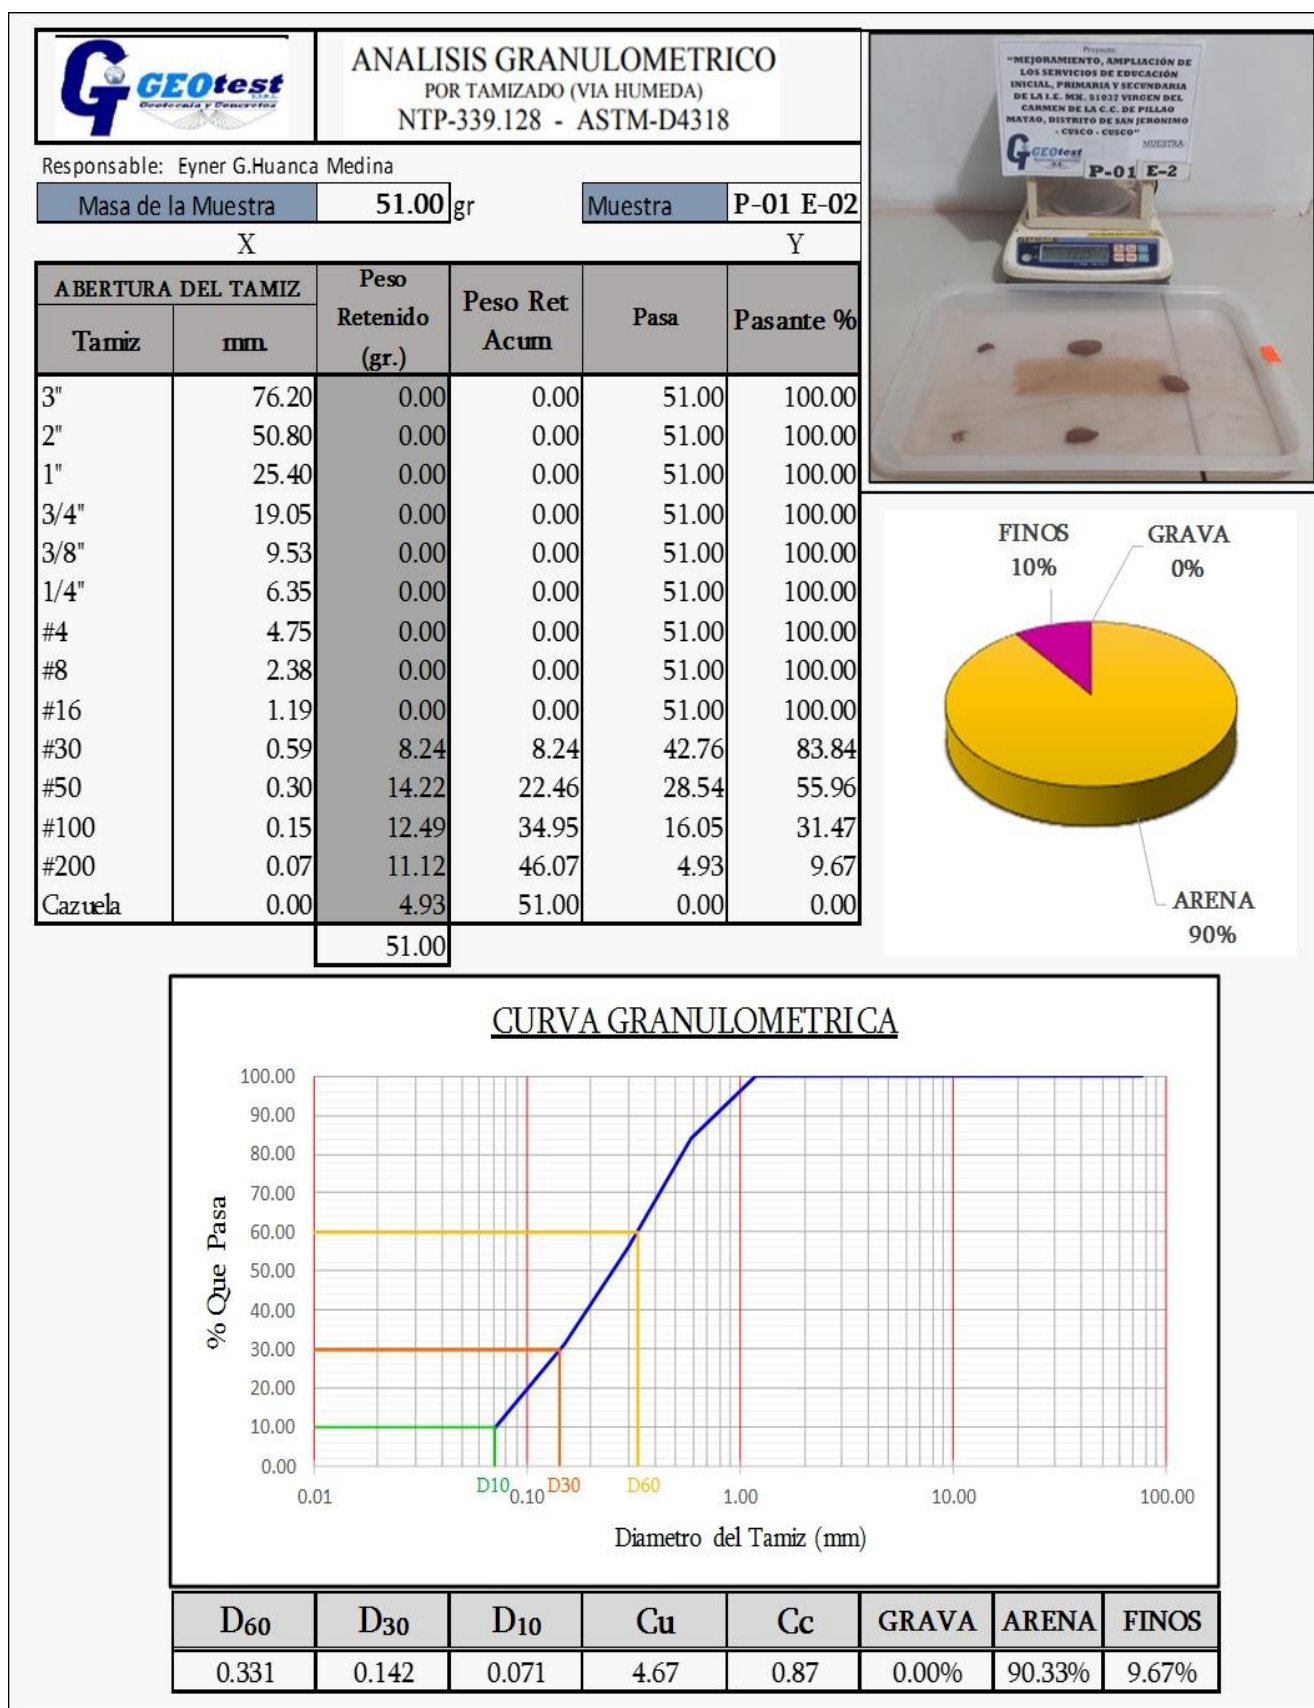 GEOtest
Geotecnia y Concretos
ANALISIS GRANULOMETRICO
POR TAMIZADO (VIA HUMEDA)
NTP-339.128 - ASTM-D4318
Responsable: Eyner G.Huanca Medina
Masa de la Muestra 51.00 gr Muestra P-01 E-02
X Y
ABERTURA DEL TAMIZ Peso Retenido (gr.) Peso Ret Acum Pasa Pasante %
Tamiz mm.
3" 76.20 0.00 0.00 51.00 100.00
2" 50.80 0.00 0.00 51.00 100.00
1" 25.40 0.00 0.00 51.00 100.00
3/4" 19.05 0.00 0.00 51.00 100.00
3/8" 9.53 0.00 0.00 51.00 100.00
1/4" 6.35 0.00 0.00 51.00 100.00
#4 4.75 0.00 0.00 51.00 100.00
#8 2.38 0.00 0.00 51.00 100.00
#16 1.19 0.00 0.00 51.00 100.00
#30 0.59 8.24 8.24 42.76 83.84
#50 0.30 14.22 22.46 28.54 55.96
#100 0.15 12.49 34.95 16.05 31.47
#200 0.07 11.12 46.07 4.93 9.67
Cazuela 0.00 4.93 51.00 0.00 0.00
51.00
Proyecto:
"MEJORAMIENTO, AMPLIACIÓN DE
LOS SERVICIOS DE EDUCACIÓN
INICIAL, PRIMARIA Y SECUNDARIA
DE LA I.E. MX. 51037 VIRGEN DEL
CARMEN DE LA C.C. DE PILLAO
MATAO, DISTRITO DE SAN JERONIMO
- CUSCO - CUSCO"
MUESTRA
GEOtest
P-01 E-2
FINOS
10%
GRAVA
0%
ARENA
90%
CURVA GRANULOMETRICA
% Que Pasa
100.00
90.00
80.00
70.00
60.00
50.00
40.00
30.00
20.00
10.00
0.00
D10 D30 D60
0.01 0.10 1.00 10.00 100.00
Diametro del Tamiz (mm)
D60 D30 D10 Cu Cc GRAVA ARENA FINOS
0.331 0.142 0.071 4.67 0.87 0.00% 90.33% 9.67%